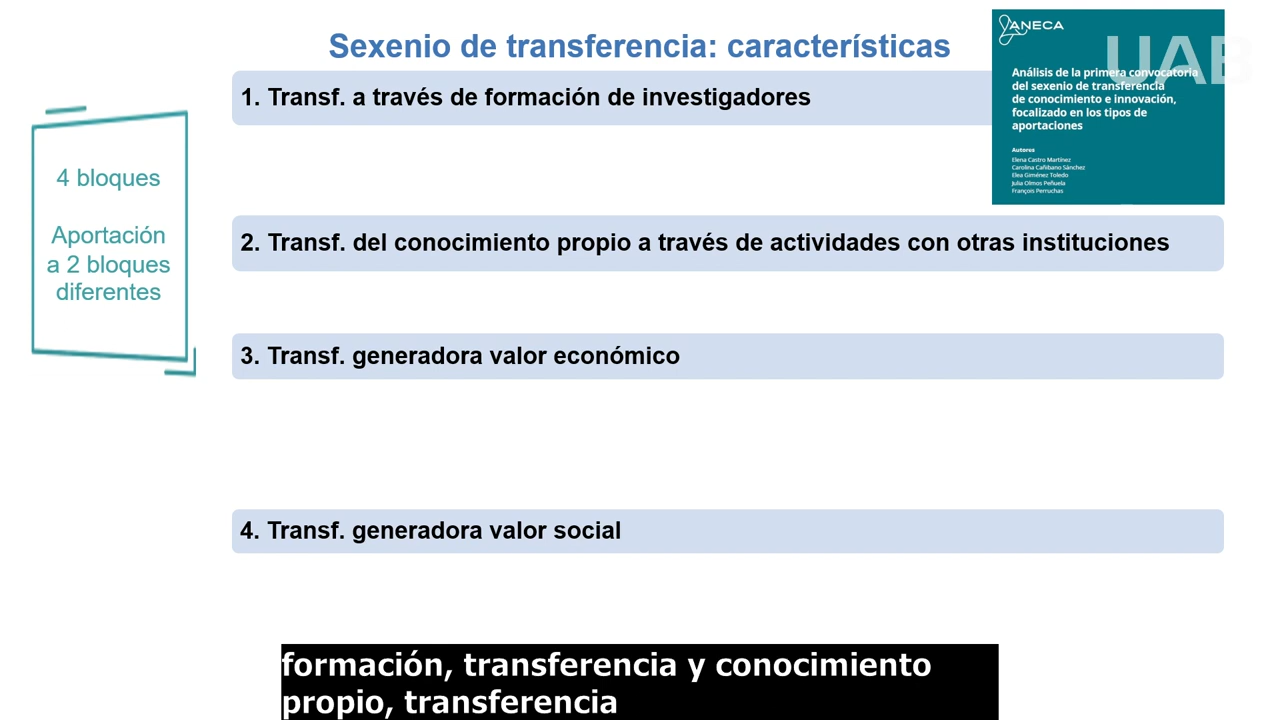 Sexenio de transferencia: características
ANECA
UAB
Análisis de la primera convocatoria
del sexenio de transferencia
de conocimiento e innovación,
focalizado en los tipos de
aportaciones
Autores
Elena Castro Martínez
Carolina Cañibano Sánchez
Elea Giménez Toledo
Julia Olmos Peñuela
François Perruchas
4 bloques
Aportación
a 2 bloques
diferentes
1. Transf. a través de formación de investigadores
2. Transf. del conocimiento propio a través de actividades con otras instituciones
3. Transf. generadora valor económico
4. Transf. generadora valor social
formación, transferencia y conocimiento
propio, transferencia